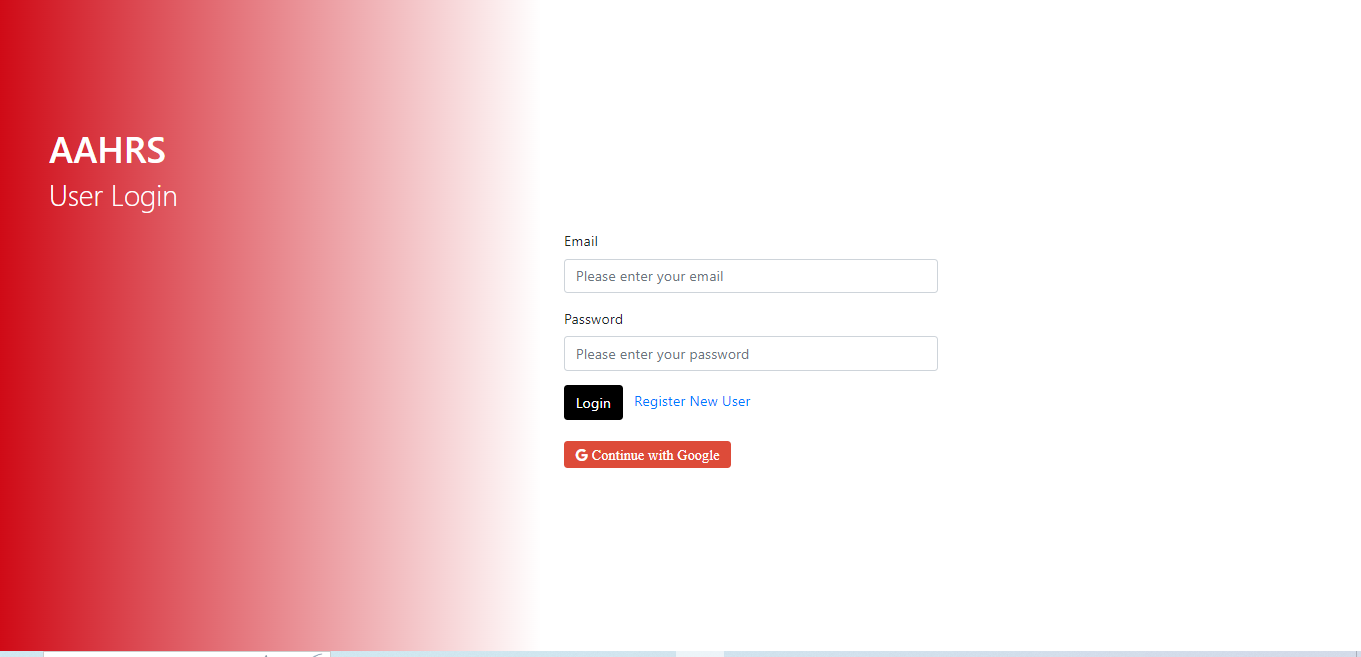 AAHRS
User Login
Email
Please enter your email
Password
Please enter your password
Login Register New User
Continue with Google